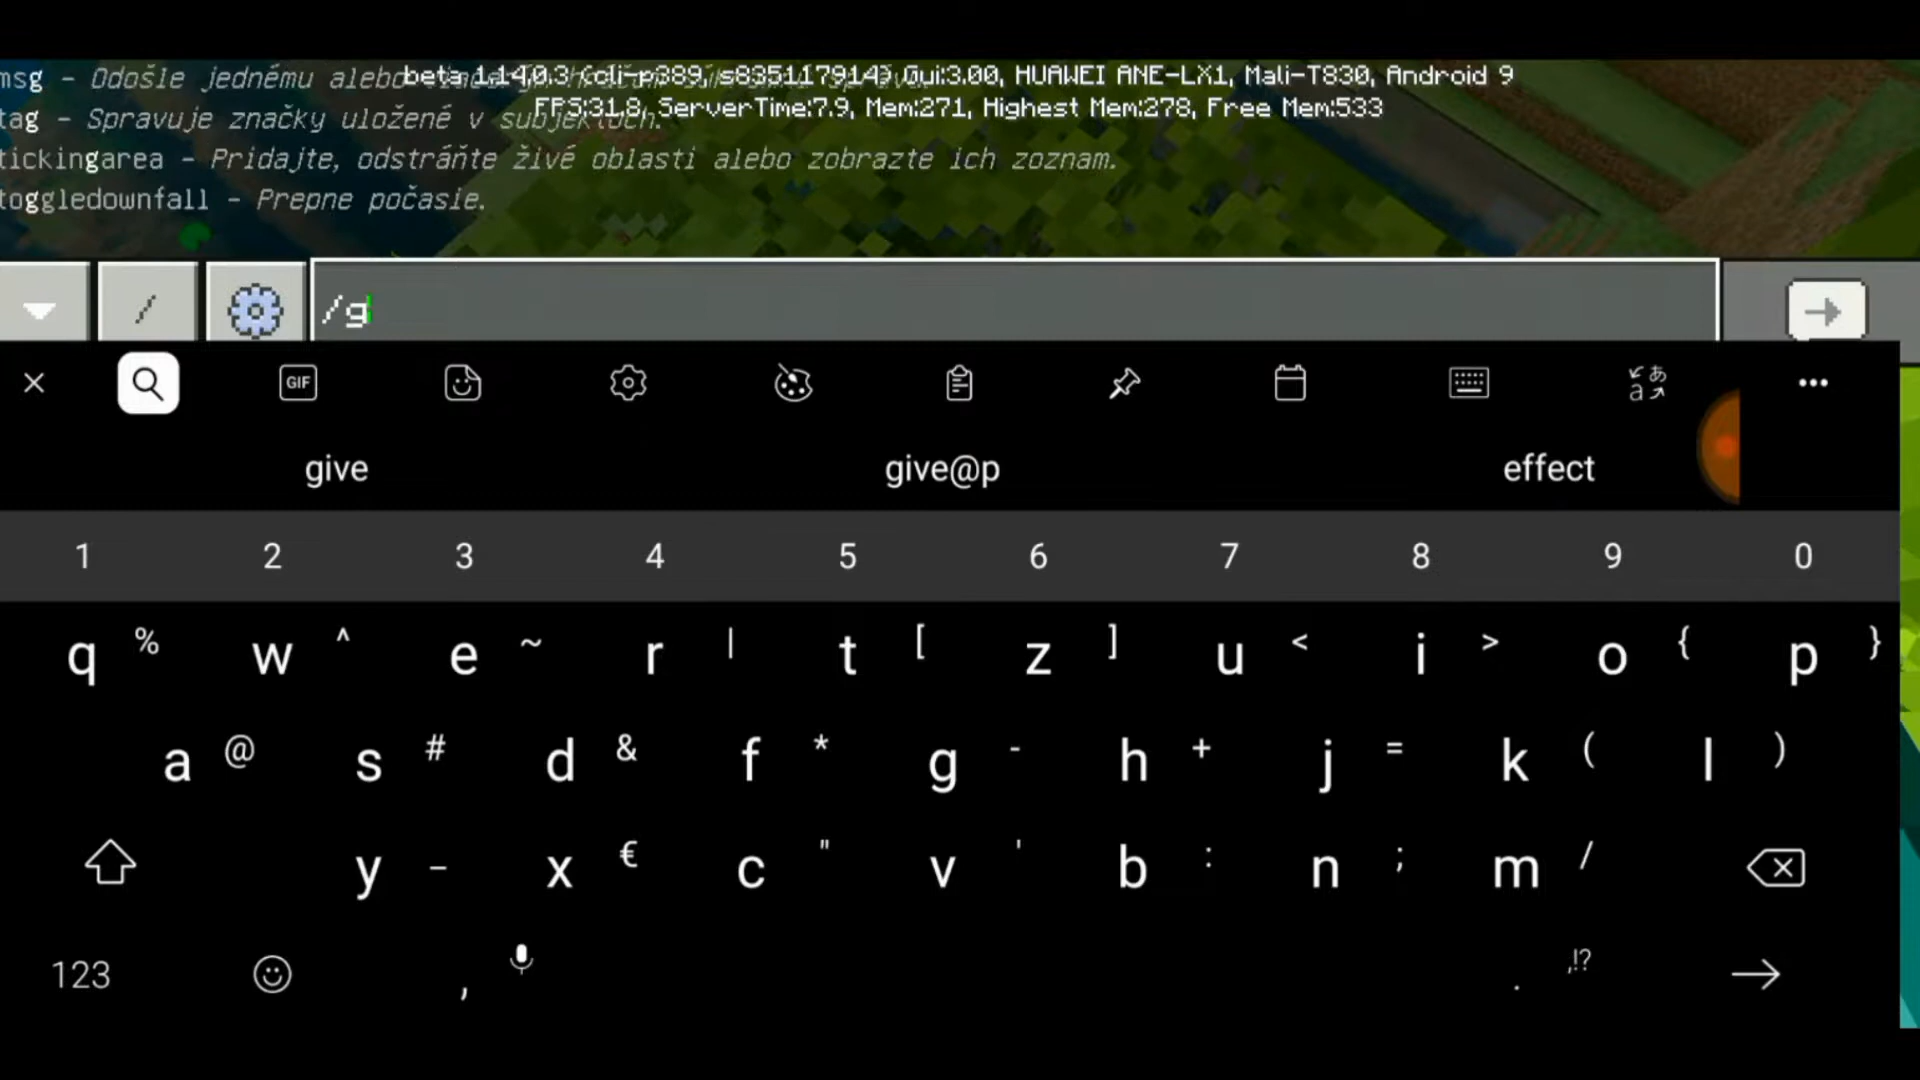 msg - Odošle jednému alebo
beta 1.14.0.3 GUI:3.00, HUAWEI ANE-LX1, Mali-T830, Android 9
tag - Spravuje značky uložené v subjektoch.
FPS:31.8, ServerTime:7.9, Mem:271, Highest Mem:278, Free Mem:533
tickingarea - Pridajte, odstráňte živé oblasti alebo zobrazte ich zoznam.
toggledownfall - Prepne počasie.
/ /g
GIF
give give@p effect
1 2 3 4 5 6 7 8 9 0
q % w ^ e ~ r | t [ z ] u < i > o { p }
a @ s # d & f * g - h + j = k ( l )
y _ x € c " v ' b : n ; m /
123 , . ,!?